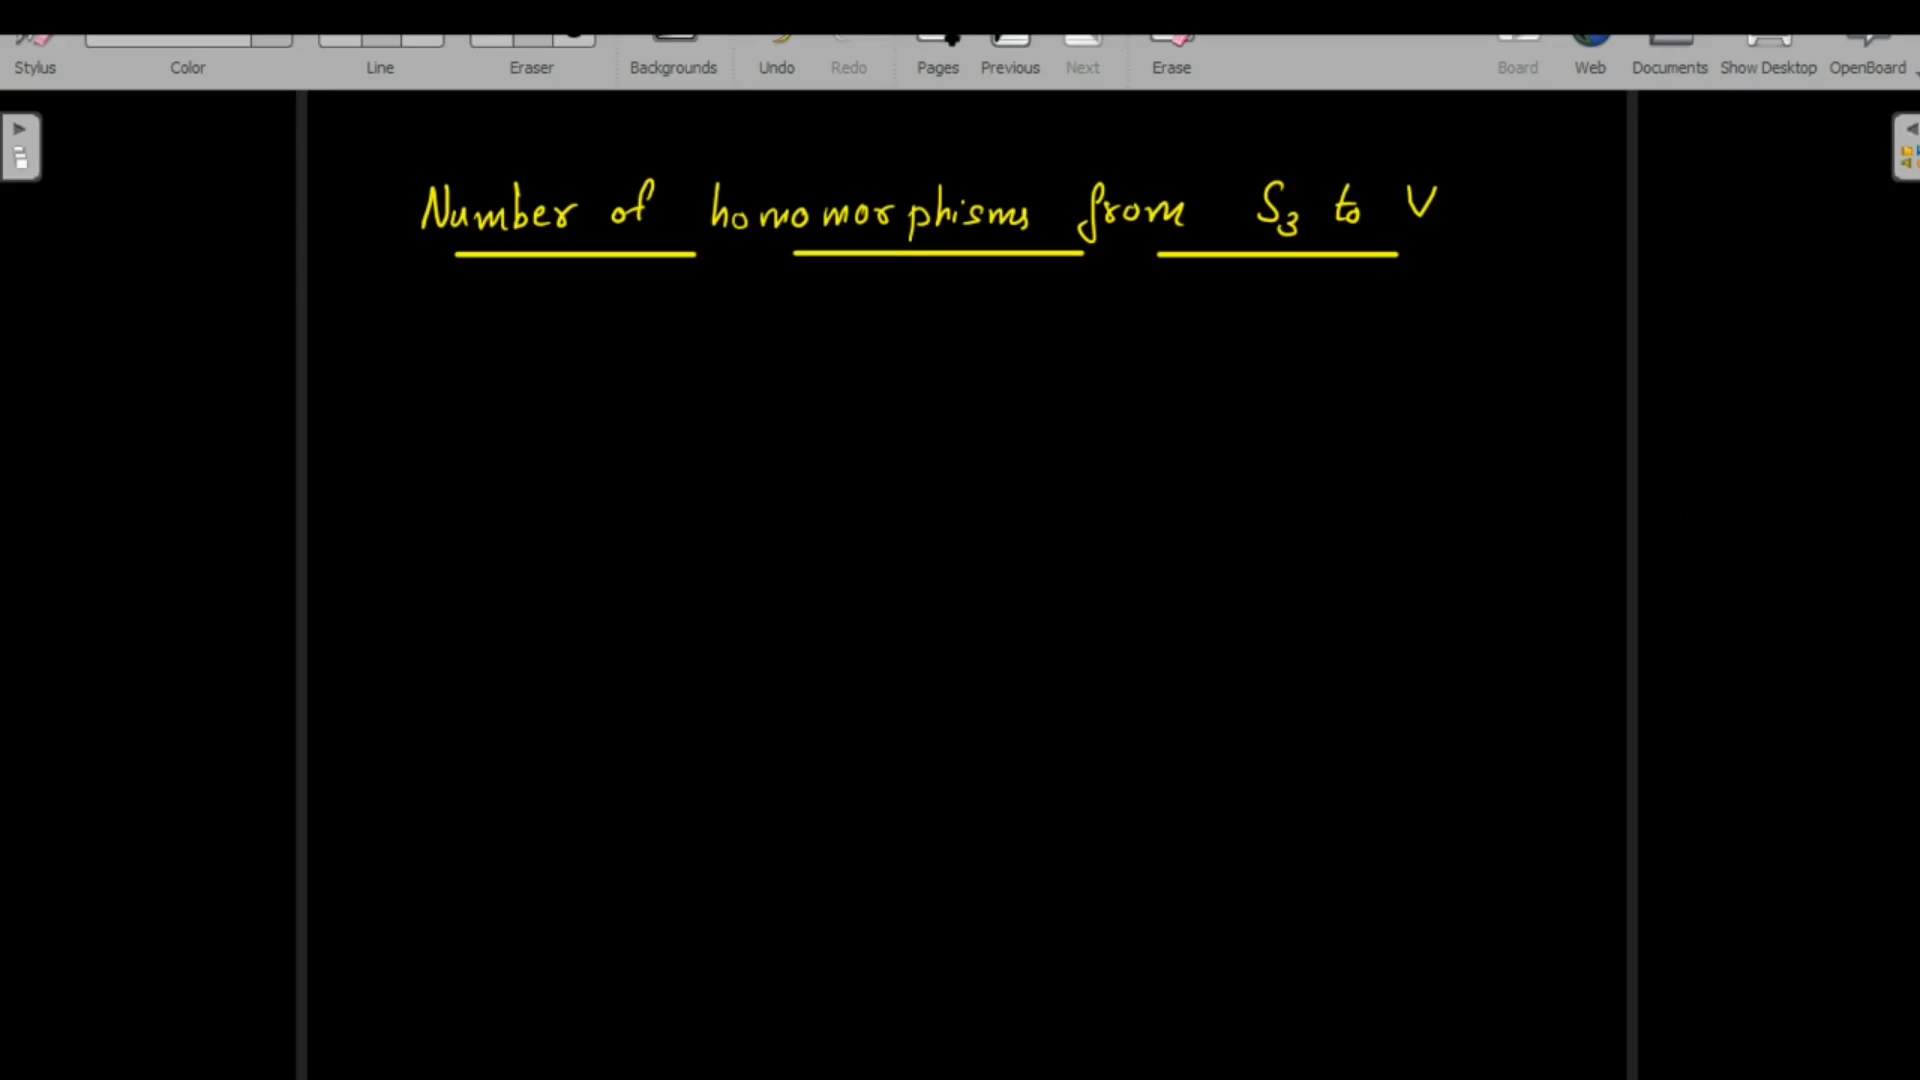 Stylus Color Line Eraser Backgrounds Undo Redo Pages Previous Next Erase Board Web Documents Show Desktop OpenBoard
Number of homomorphisms from S₃ to V